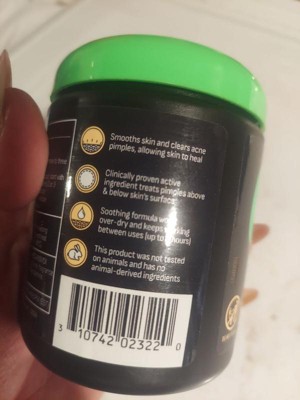 Smooths skin and clears acne
pimples, allowing skin to heal
Clinically proven active
ingredient treats pimples above
& below skin's surface
Soothing formula
over-dry and keeps
between uses (up to
This product was not tested
on animals and has no
animal-derived ingredients
3 10742 02322 0